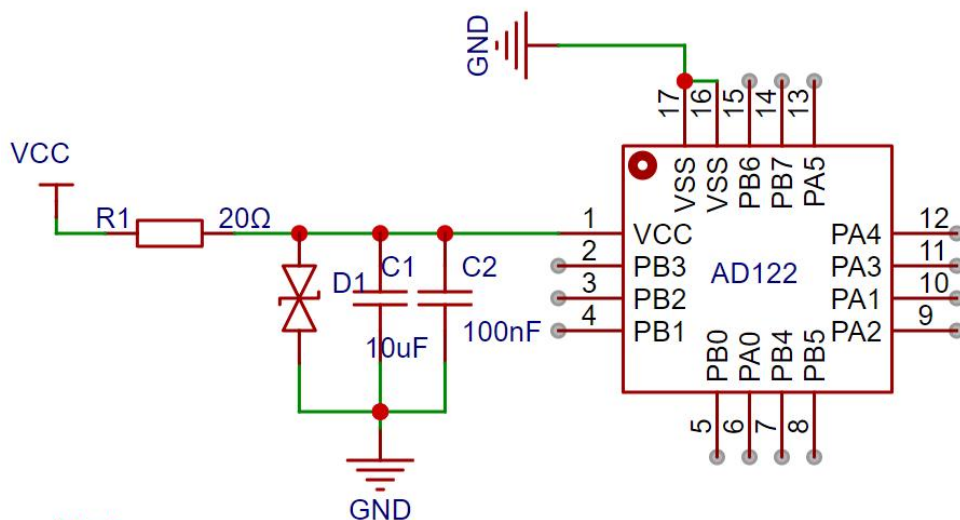 GND
17 16 15 14 13
VCC
R1 20Ω
1 VCC
2 PB3
3 PB2
4 PB1
VSS VSS PB6 PB7 PA5
PA4 12
PA3 11
PA1 10
PA2 9
AD122
D1
C1
10uF
C2
100nF
PB0 PA0 PB4 PB5
5 6 7 8
GND